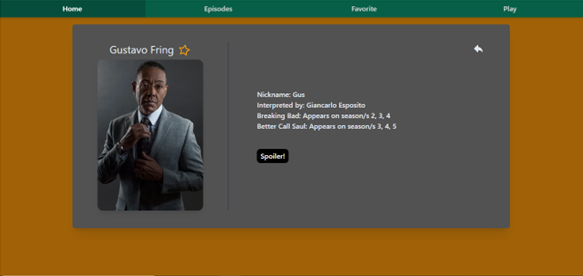 Home
Episodes
Favorite
Play
Gustavo Fring
Nickname: Gus
Interpreted by: Giancarlo Esposito
Breaking Bad: Appears on season/s 2, 3, 4
Better Call Saul: Appears on season/s 3, 4, 5
Spoiler!